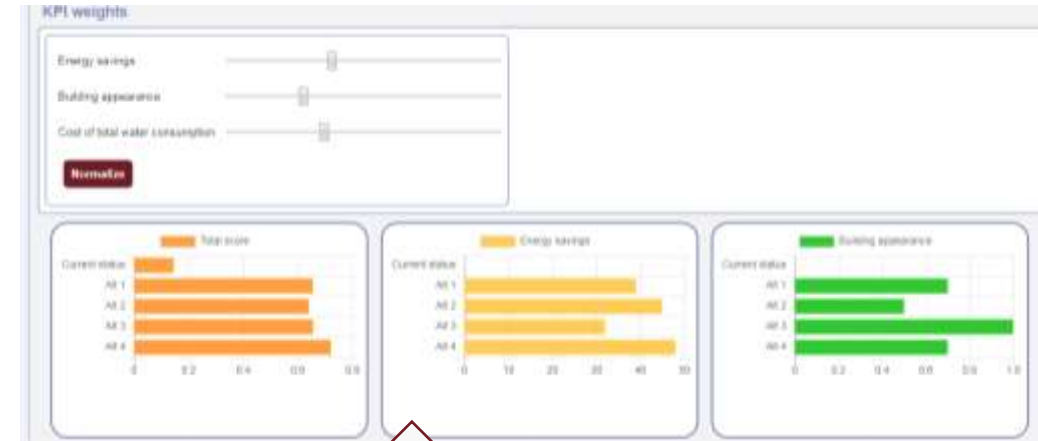 KPI weights
Energy savings
Building appearance
Cost of total water consumption
Normalize
Total score
Current status
Alt 1
Alt 2
Alt 3
Alt 4
0 0.2 0.4 0.6 0.8
Energy savings
Current status
Alt 1
Alt 2
Alt 3
Alt 4
0 10 20 30 40 50
Building appearance
Current status
Alt 1
Alt 2
Alt 3
Alt 4
0 0.2 0.4 0.6 0.8 1.0